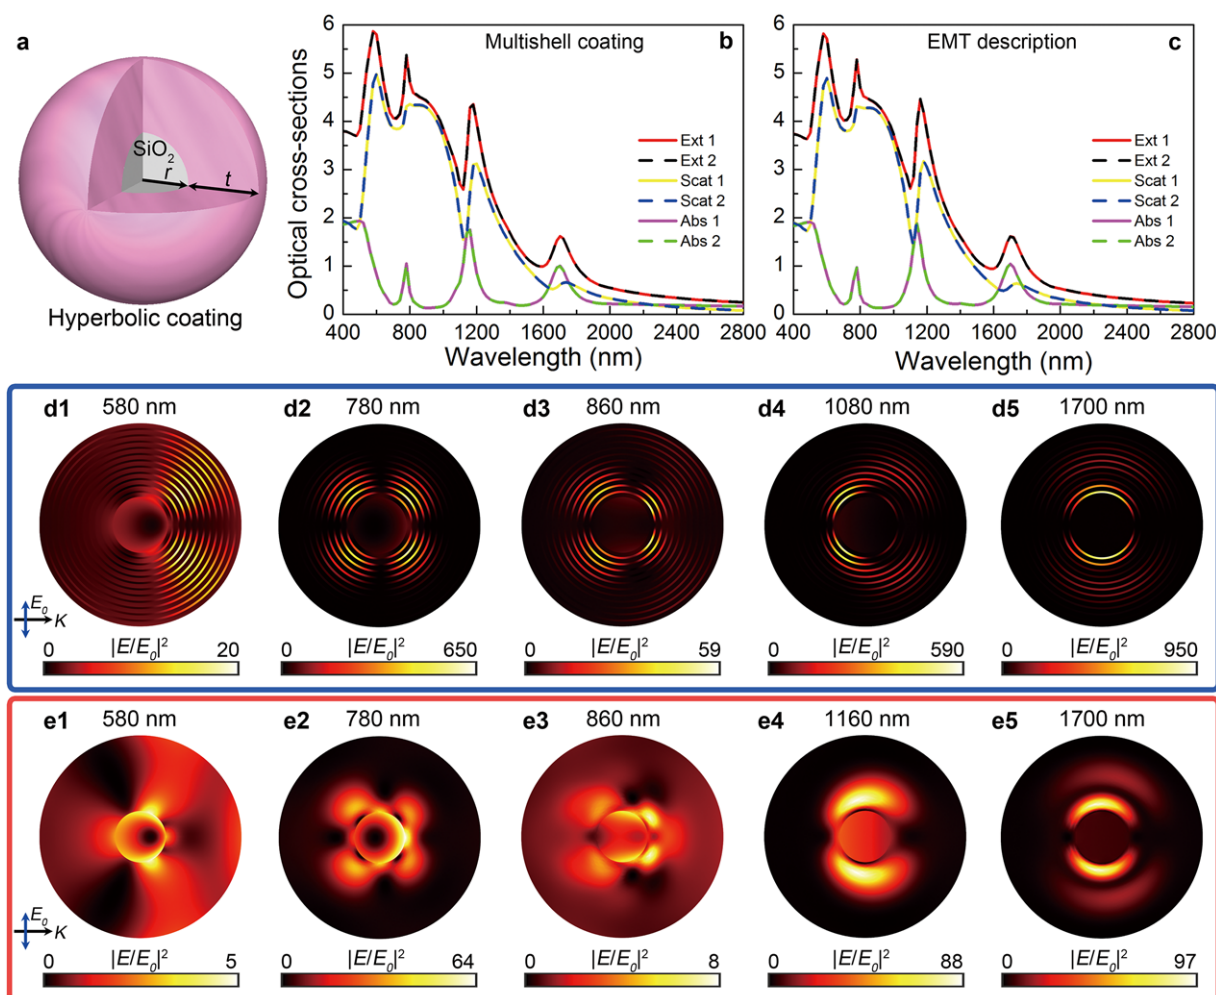 a
SiO2
r
t
Hyperbolic coating
Optical cross-sections
6
5
4
3
2
1
0
Multishell coating
b
Ext 1
Ext 2
Scat 1
Scat 2
Abs 1
Abs 2
400 800 1200 1600 2000 2400 2800
Wavelength (nm)
6
5
4
3
2
1
0
EMT description
c
Ext 1
Ext 2
Scat 1
Scat 2
Abs 1
Abs 2
400 800 1200 1600 2000 2400 2800
Wavelength (nm)
d1 580 nm d2 780 nm d3 860 nm d4 1080 nm d5 1700 nm
E0
K
0 |E/E0|2 20 0 |E/E0|2 650 0 |E/E0|2 59 0 |E/E0|2 590 0 |E/E0|2 950
e1 580 nm e2 780 nm e3 860 nm e4 1160 nm e5 1700 nm
E0
K
0 |E/E0|2 5 0 |E/E0|2 64 0 |E/E0|2 8 0 |E/E0|2 88 0 |E/E0|2 97